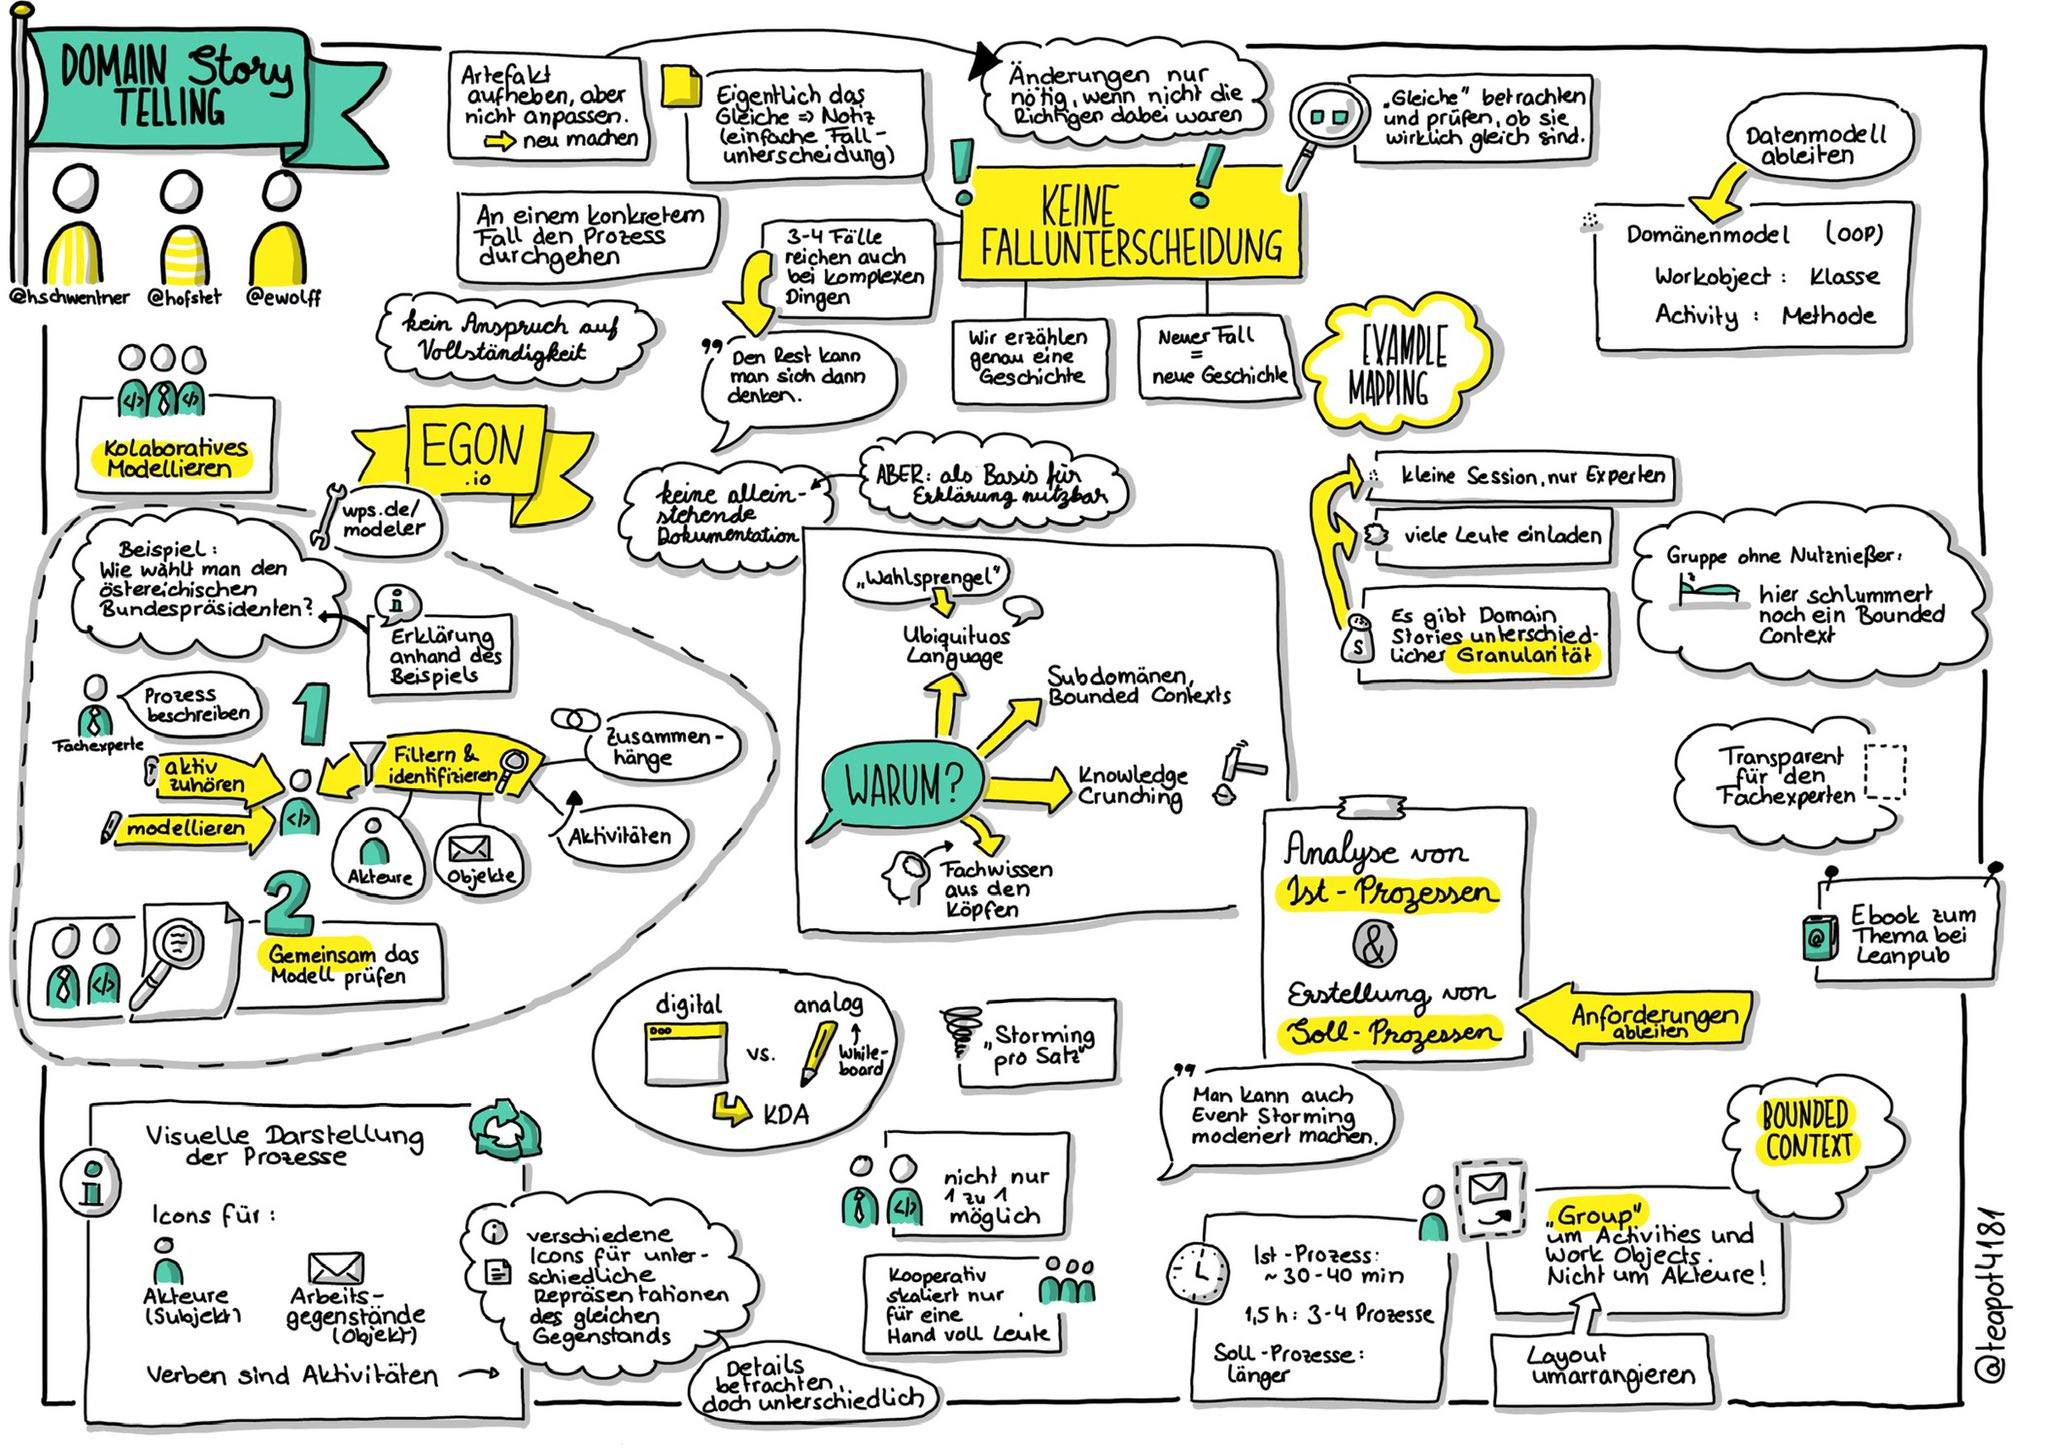 DOMAIN Story
TELLING
@hschwentner
@hofstet
@ewolff
Artefakt
aufheben, aber
nicht anpassen.
neu machen
Eigentlich das
Gleiche => Notiz
(einfache Fall-
unterscheidung)
Änderungen nur
nötig, wenn nicht die
Richtigen dabei waren
„Gleiche" betrachten
und prüfen, ob sie
wirklich gleich sind.
Datenmodell
ableiten
Domänenmodel (OOP)
Workobject : Klasse
Activity : Methode
An einem konkretem
Fall den Prozess
durchgehen
3-4 Fälle
reichen auch
bei komplexen
Dingen
! KEINE !
FALLUNTERSCHEIDUNG
kein Anspruch auf
Vollständigkeit
Den Rest kann
man sich dann
denken.
Wir erzählen
genau eine
Geschichte
Neuer Fall
=
neue Geschichte
EXAMPLE
MAPPING
</> </>
Kolaboratives
Modellieren
EGON
.io
wps.de/
modeler
keine allein-
stehende
Dokumentation
ABER: als Basis für
Erklärung nutzbar
kleine Session, nur Experten
viele Leute einladen
Es gibt Domain
Stories unterschied-
licher Granularität
S
Gruppe ohne Nutznießer:
hier schlummert
noch ein Bounded
Context
Beispiel:
Wie wählt man den
östereichischen
Bundespräsidenten?
i
Erklärung
anhand des
Beispiels
Prozess
beschreiben
Fachexperte
1
aktiv
zuhören
modellieren
</>
Filtern &
identifizieren
Zusammen-
hänge
Akteure
Objekte
Aktivitäten
2
Gemeinsam das
Modell prüfen
</>
„Wahlsprengel"
Ubiquituos
Language
Subdomänen,
Bounded Contexts
WARUM?
Knowledge
Crunching
Fachwissen
aus den
Köpfen
Transparent
für den
Fachexperten
Analyse von
Ist-Prozessen
&
Erstellung von
Soll-Prozessen
Anforderungen
ableiten
@
Ebook zum
Thema bei
Leanpub
digital
vs.
analog
White-
board
KDA
„Storming
pro Satz"
Man kann auch
Event Storming
moderiert machen.
BOUNDED
CONTEXT
i
Visuelle Darstellung
der Prozesse
Icons für:
Akteure
(Subjekt)
Arbeits-
gegenstände
(Objekt)
Verben sind Aktivitäten
i
verschiedene
Icons für unter-
schiedliche
Repräsentationen
des gleichen
Gegenstands
Details
betrachten,
doch unterschiedlich
</>
nicht nur
1 zu 1
möglich
Kooperativ
skaliert nur
für eine
Hand voll Leute
Ist-Prozess:
~30-40 min
1,5 h: 3-4 Prozesse
Soll-Prozesse:
länger
„Group"
um Activities und
Work Objects.
Nicht um Akteure!
Layout
umarrangieren
@teapot4181